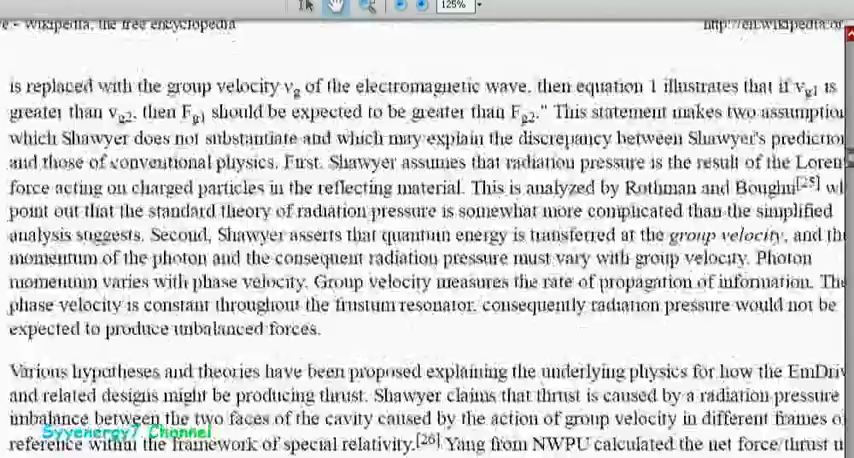 125%
e - Wikipedia, the free encyclopedia http://en.wikipedia.or
is replaced with the group velocity vg of the electromagnetic wave, then equation 1 illustrates that if vg1 is
greater than vg2, then Fg1 should be expected to be greater than Fg2." This statement makes two assumption
which Shawyer does not substantiate and which may explain the discrepancy between Shawyer's prediction
and those of conventional physics. First, Shawyer assumes that radiation pressure is the result of the Loren
force acting on charged particles in the reflecting material. This is analyzed by Rothman and Boughn[25] wh
point out that the standard theory of radiation pressure is somewhat more complicated than the simplified
analysis suggests. Second, Shawyer asserts that quantum energy is transferred at the group velocity, and the
momentum of the photon and the consequent radiation pressure must vary with group velocity. Photon
momentum varies with phase velocity. Group velocity measures the rate of propagation of information. The
phase velocity is constant throughout the frustum resonator, consequently radiation pressure would not be
expected to produce unbalanced forces.
Various hypotheses and theories have been proposed explaining the underlying physics for how the EmDriv
and related designs might be producing thrust. Shawyer claims that thrust is caused by a radiation pressure
imbalance between the two faces of the cavity caused by the action of group velocity in different frames o
Syyenergy7 Channel
reference within the framework of special relativity.[26] Yang from NWPU calculated the net force/thrust u